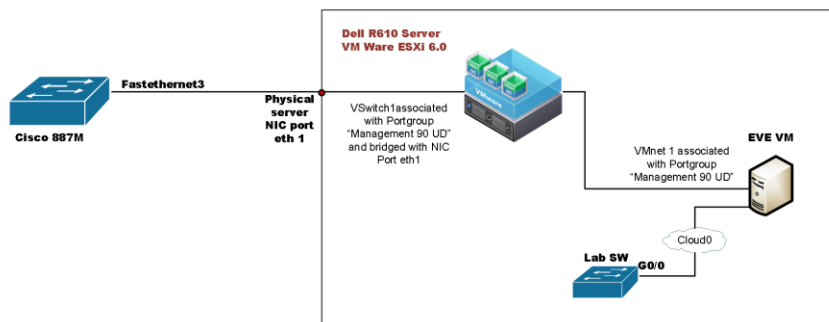 Dell R610 Server
VM Ware ESXi 6.0
Fastethernet3
Cisco 887M
Physical
server
NIC port
eth 1
VSwitch1associated
with Portgroup
“Management 90 UD”
and bridged with NIC
Port eth1
VMware
VMnet 1 associated
with Portgroup
“Management 90 UD”
EVE VM
Cloud0
Lab SW
G0/0